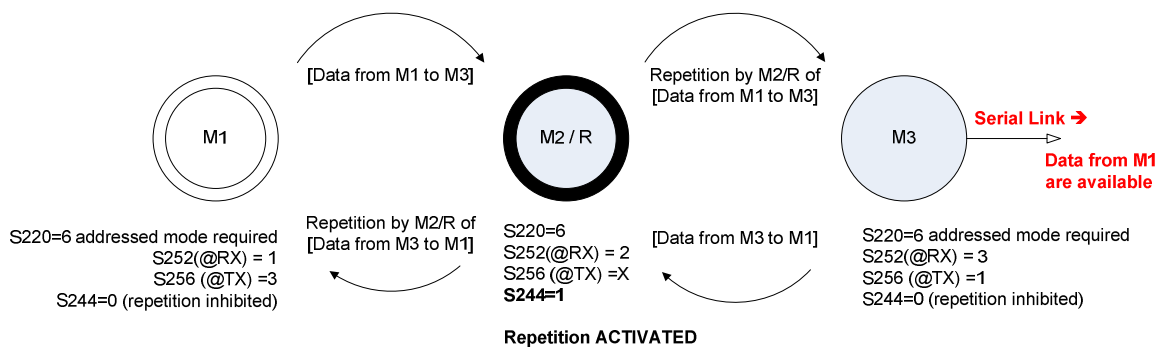 [Data from M1 to M3]
Repetition by M2/R of
[Data from M1 to M3]
M1
M2 / R
M3
Serial Link ➔
Data from M1
are available
S220=6 addressed mode required
S252(@RX) = 1
S256 (@TX) =3
S244=0 (repetition inhibited)
Repetition by M2/R of
[Data from M3 to M1]
S220=6
S252(@RX) = 2
S256 (@TX) =X
S244=1
Repetition ACTIVATED
[Data from M3 to M1]
S220=6 addressed mode required
S252(@RX) = 3
S256 (@TX) =1
S244=0 (repetition inhibited)